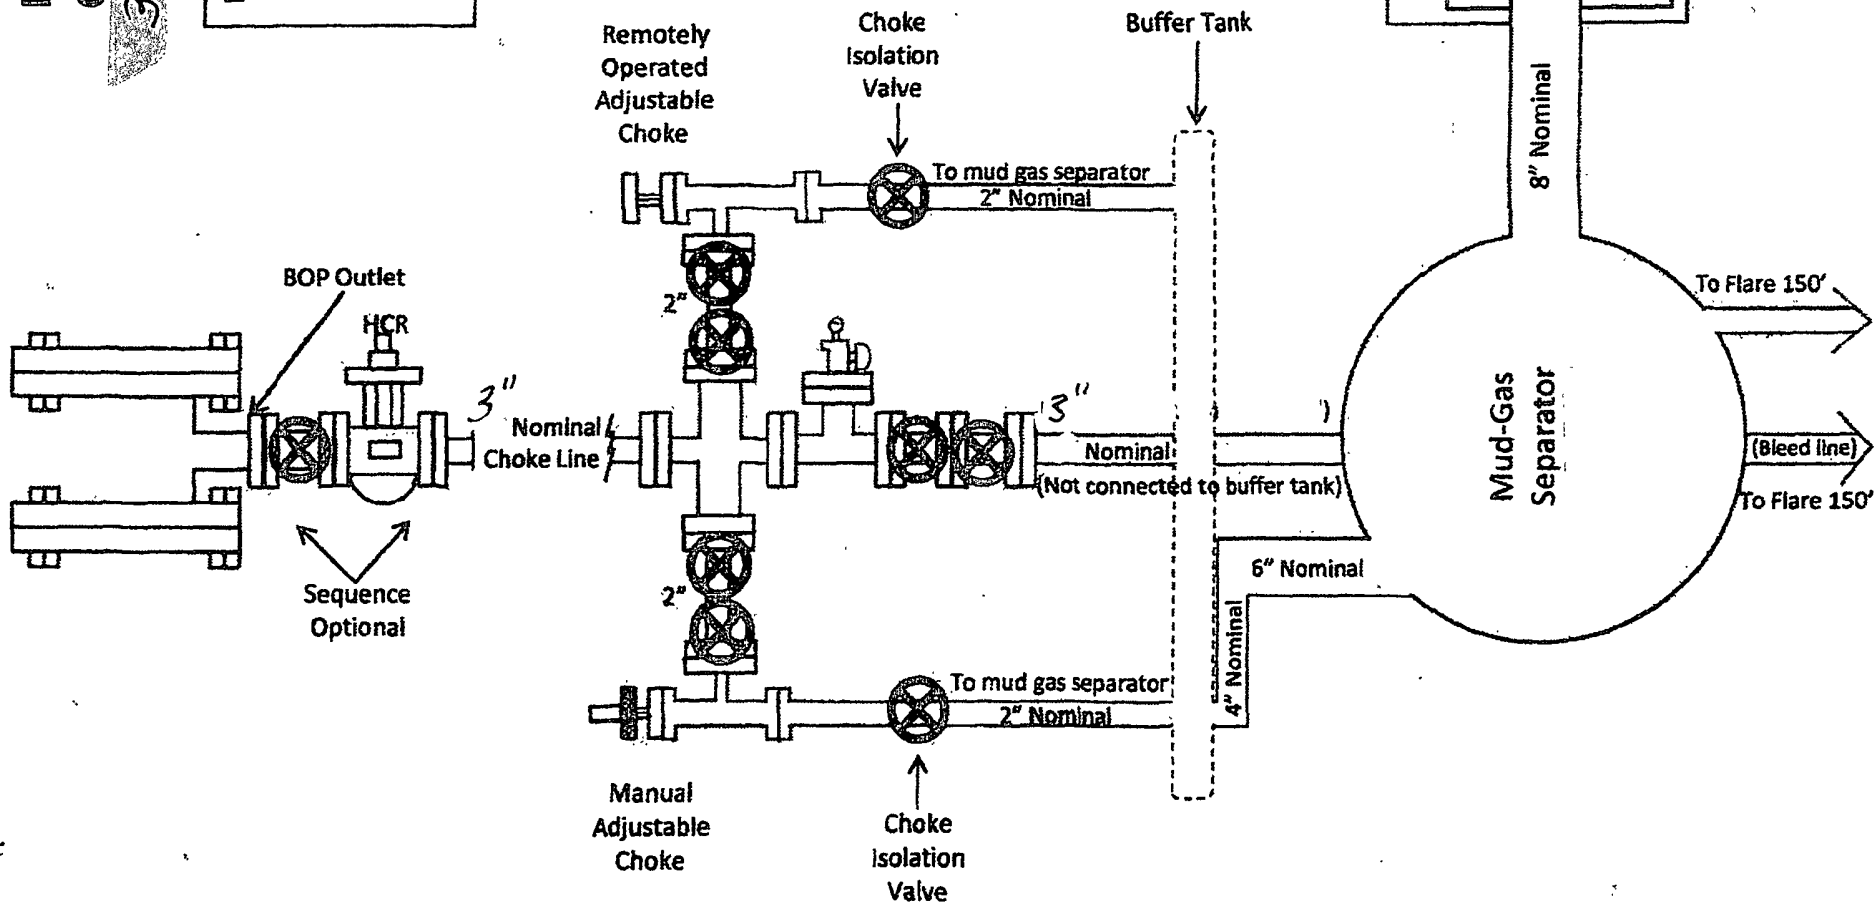 Remotely
Operated
Adjustable
Choke
Choke
Isolation
Valve
Buffer Tank
8" Nominal
To mud gas separator
2" Nominal
BOP Outlet
HCR
2"
To Flare 150'
3"
Nominal
Choke Line
3"
Nominal
(Not connected to buffer tank)
Mud-Gas
Separator
(Bleed line)
To Flare 150'
Sequence
Optional
2"
6" Nominal
4" Nominal
To mud gas separator
2" Nominal
Manual
Adjustable
Choke
Choke
Isolation
Valve